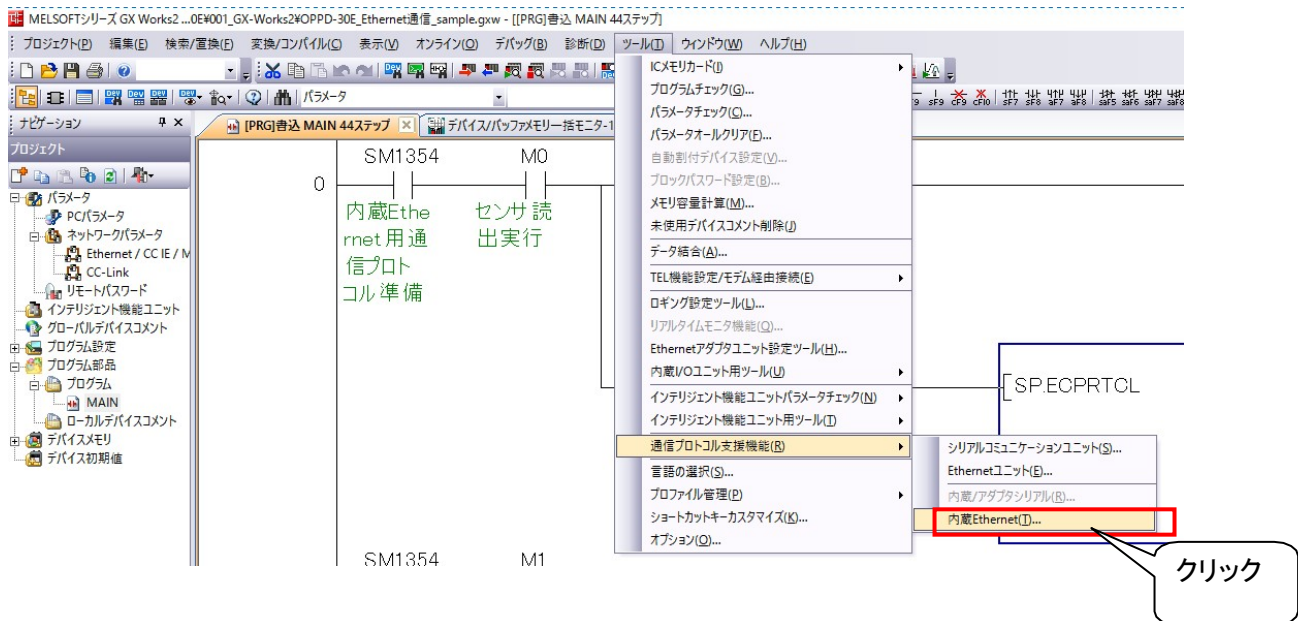 MELSOFTシリーズ GX Works2 ...0E¥001_GX-Works2¥OPPD-30E_Ethernet通信_sample.gxw - [[PRG]書込 MAIN 44ステップ]
プロジェクト(P) 編集(E) 検索/置換(F) 変換/コンパイル(C) 表示(V) オンライン(O) デバッグ(B) 診断(D) ツール(T) ウィンドウ(W) ヘルプ(H)
パラメータ
sF9 cF9 cF10 sF7 sF8 aF7 aF8 saF5 saF6 saF7 saF8
ナビゲーション
[PRG]書込 MAIN 44ステップ
デバイス/バッファメモリ一括モニタ-1
プロジェクト
パラメータ
PCパラメータ
ネットワークパラメータ
Ethernet / CC IE / M
CC-Link
リモートパスワード
インテリジェント機能ユニット
グローバルデバイスコメント
プログラム設定
プログラム部品
プログラム
MAIN
ローカルデバイスコメント
デバイスメモリ
デバイス初期値
SM1354 M0
0
内蔵Ethe センサ読
rnet用通 出実行
信プロト
コル準備
[SP.ECPRTCL
SM1354 M1
ICメモリカード(I)
プログラムチェック(G)...
パラメータチェック(C)...
パラメータオールクリア(F)...
自動割付デバイス設定(V)...
ブロックパスワード設定(B)...
メモリ容量計算(M)...
未使用デバイスコメント削除(J)
データ結合(A)...
TEL機能設定/モデム経由接続(E)
ロギング設定ツール(L)...
リアルタイムモニタ機能(Q)...
Ethernetアダプタユニット設定ツール(H)...
内蔵I/Oユニット用ツール(U)
インテリジェント機能ユニットパラメータチェック(N)
インテリジェント機能ユニット用ツール(T)
通信プロトコル支援機能(R)
言語の選択(S)...
プロファイル管理(P)
ショートカットキーカスタマイズ(K)...
オプション(O)...
シリアルコミュニケーションユニット(S)...
Ethernetユニット(E)...
内蔵/アダプタシリアル(R)...
内蔵Ethernet(T)...
クリック